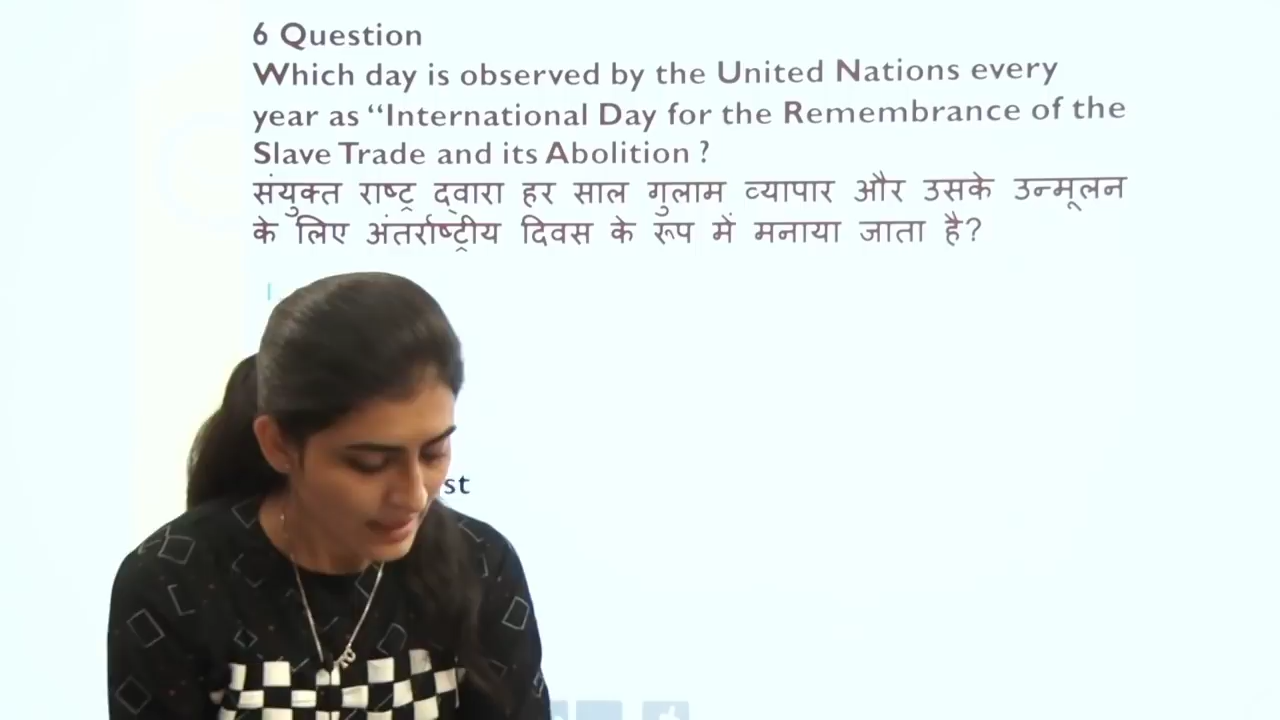 6 Question
Which day is observed by the United Nations every
year as “International Day for the Remembrance of the
Slave Trade and its Abolition ?
संयुक्त राष्ट्र द्वारा हर साल गुलाम व्यापार और उसके उन्मूलन
के लिए अंतर्राष्ट्रीय दिवस के रूप में मनाया जाता है?
st